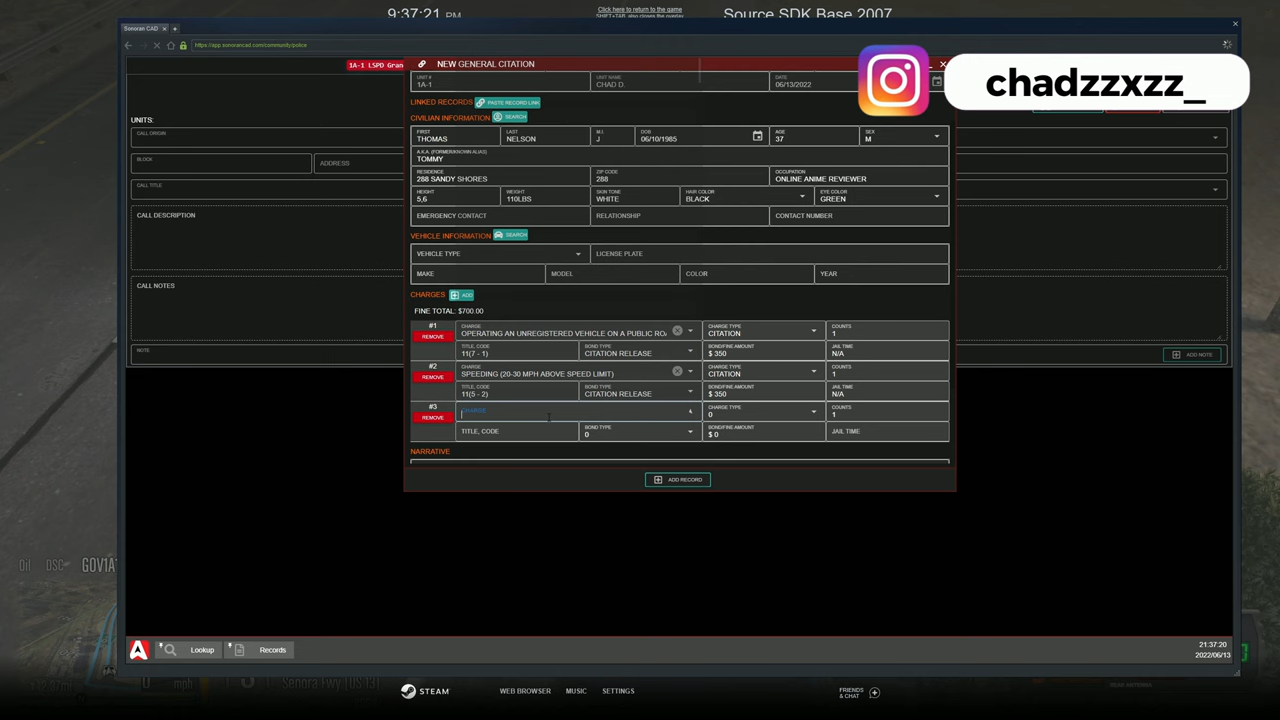 9:37:21 PM
Click here to return to the game
SHIFT+TAB also closes the overlay
Source SDK Base 2007
Sonoran CAD
https://app.sonorancad.com/community/police
1A-1 LSPD Gran
NEW GENERAL CITATION
chadzzxzz_
UNIT #
1A-1
UNIT NAME
CHAD D.
DATE
06/13/2022
LINKED RECORDS
PASTE RECORD LINK
CIVILIAN INFORMATION
SEARCH
UNITS:
CALL ORIGIN
BLOCK
ADDRESS
CALL TITLE
CALL DESCRIPTION
CALL NOTES
NOTE
ADD NOTE
FIRST
THOMAS
LAST
NELSON
M.I.
J
DOB
06/10/1985
AGE
37
SEX
M
A.K.A. (FORMER/KNOWN ALIAS)
TOMMY
RESIDENCE
288 SANDY SHORES
ZIP CODE
288
OCCUPATION
ONLINE ANIME REVIEWER
HEIGHT
5,6
WEIGHT
110LBS
SKIN TONE
WHITE
HAIR COLOR
BLACK
EYE COLOR
GREEN
EMERGENCY CONTACT
RELATIONSHIP
CONTACT NUMBER
VEHICLE INFORMATION
SEARCH
VEHICLE TYPE
LICENSE PLATE
MAKE
MODEL
COLOR
YEAR
CHARGES
ADD
FINE TOTAL: $700.00
#1
REMOVE
CHARGE
OPERATING AN UNREGISTERED VEHICLE ON A PUBLIC ROA
CHARGE TYPE
CITATION
COUNTS
1
TITLE, CODE
11(7 - 1)
BOND TYPE
CITATION RELEASE
BOND/FINE AMOUNT
$ 350
JAIL TIME
N/A
#2
REMOVE
CHARGE
SPEEDING (20-30 MPH ABOVE SPEED LIMIT)
CHARGE TYPE
CITATION
COUNTS
1
TITLE, CODE
11(5 - 2)
BOND TYPE
CITATION RELEASE
BOND/FINE AMOUNT
$ 350
JAIL TIME
N/A
#3
REMOVE
CHARGE
CHARGE TYPE
0
COUNTS
1
TITLE, CODE
BOND TYPE
0
BOND/FINE AMOUNT
$ 0
JAIL TIME
NARRATIVE
ADD RECORD
Oil DSC GOV1A
mph
Senora Fwy (US 13)
Lookup
Records
21:37:20
2022/06/13
STEAM
WEB BROWSER
MUSIC
SETTINGS
FRIENDS
& CHAT